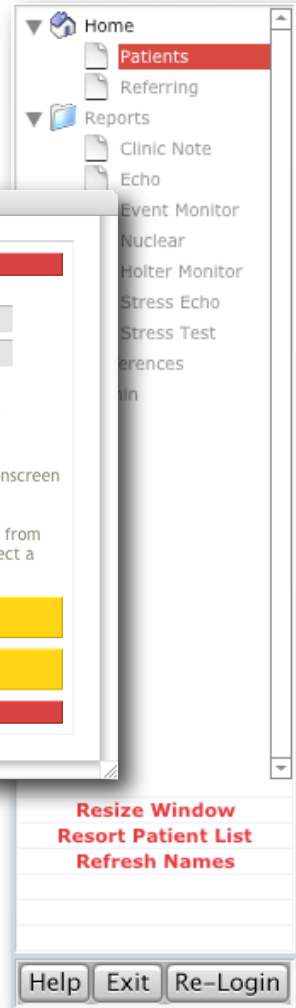 Home
Patients
Referring
Reports
Clinic Note
Echo
Event Monitor
Nuclear
Holter Monitor
Stress Echo
Stress Test
erences
in
nscreen
from
ect a
Resize Window
Resort Patient List
Refresh Names
Help Exit Re-Login